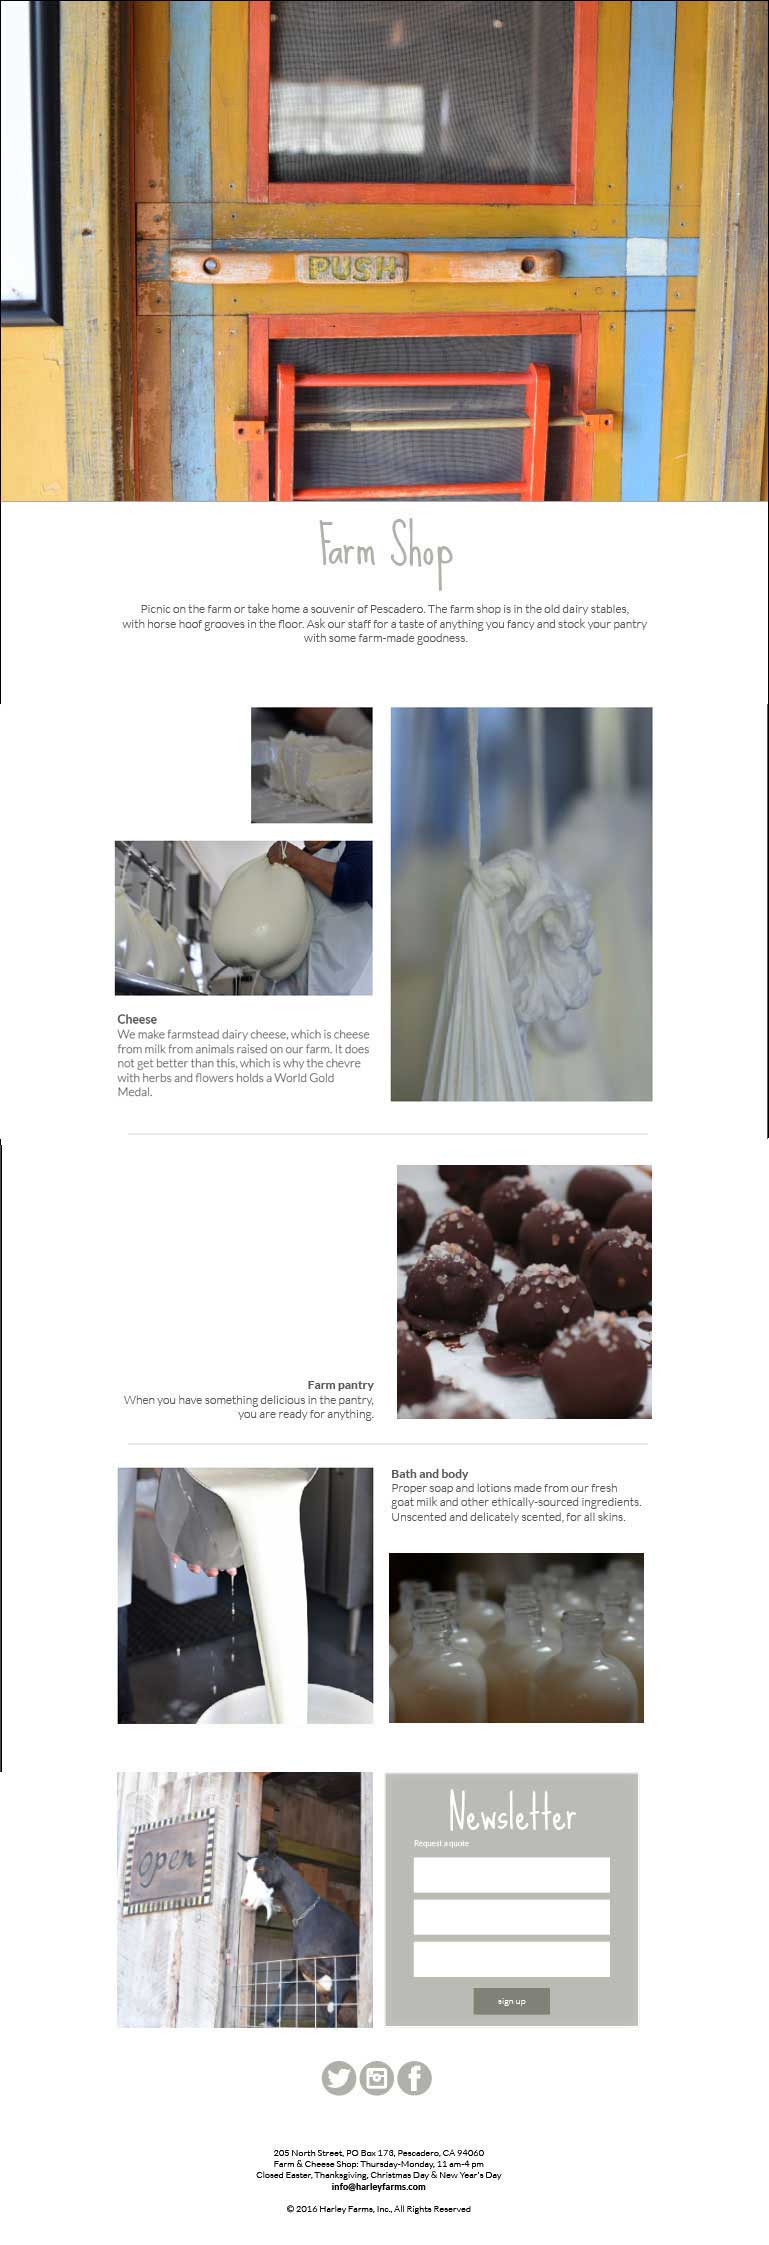 PUSH
Farm Shop
Picnic on the farm or take home a souvenir of Pescadero. The farm shop is in the old dairy stables,
with horse hoof grooves in the floor. Ask our staff for a taste of anything you fancy and stock your pantry
with some farm-made goodness.
Cheese
We make farmstead dairy cheese, which is cheese
from milk from animals raised on our farm. It does
not get better than this, which is why the chevre
with herbs and flowers holds a World Gold
Medal.
Farm pantry
When you have something delicious in the pantry,
you are ready for anything.
Bath and body
Proper soap and lotions made from our fresh
goat milk and other ethically-sourced ingredients.
Unscented and delicately scented, for all skins.
Open
Newsletter
Request a quote
sign up
205 North Street, PO Box 173, Pescadero, CA 94060
Farm & Cheese Shop: Thursday-Monday, 11 am-4 pm
Closed Easter, Thanksgiving, Christmas Day & New Year's Day
info@harleyfarms.com
© 2016 Harley Farms, Inc., All Rights Reserved